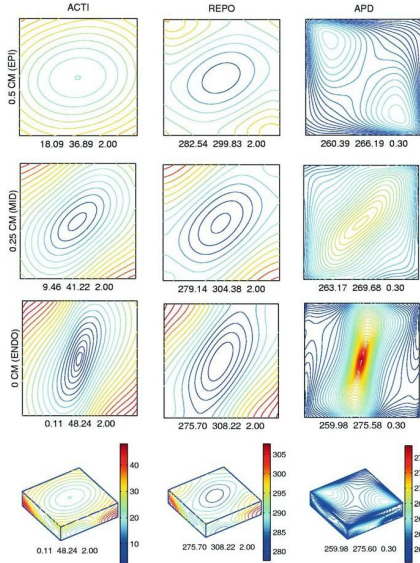 ACTI REPO APD
0.5 CM (EPI)
18.09 36.89 2.00 282.54 299.83 2.00 260.39 266.19 0.30
0.25 CM (MID)
9.46 41.22 2.00 279.14 304.38 2.00 263.17 269.68 0.30
0 CM (ENDO)
0.11 48.24 2.00 275.70 308.22 2.00 259.98 275.58 0.30
40
30
20
10
305
300
295
290
285
280
0.11 48.24 2.00 275.70 308.22 2.00 259.98 275.60 0.30